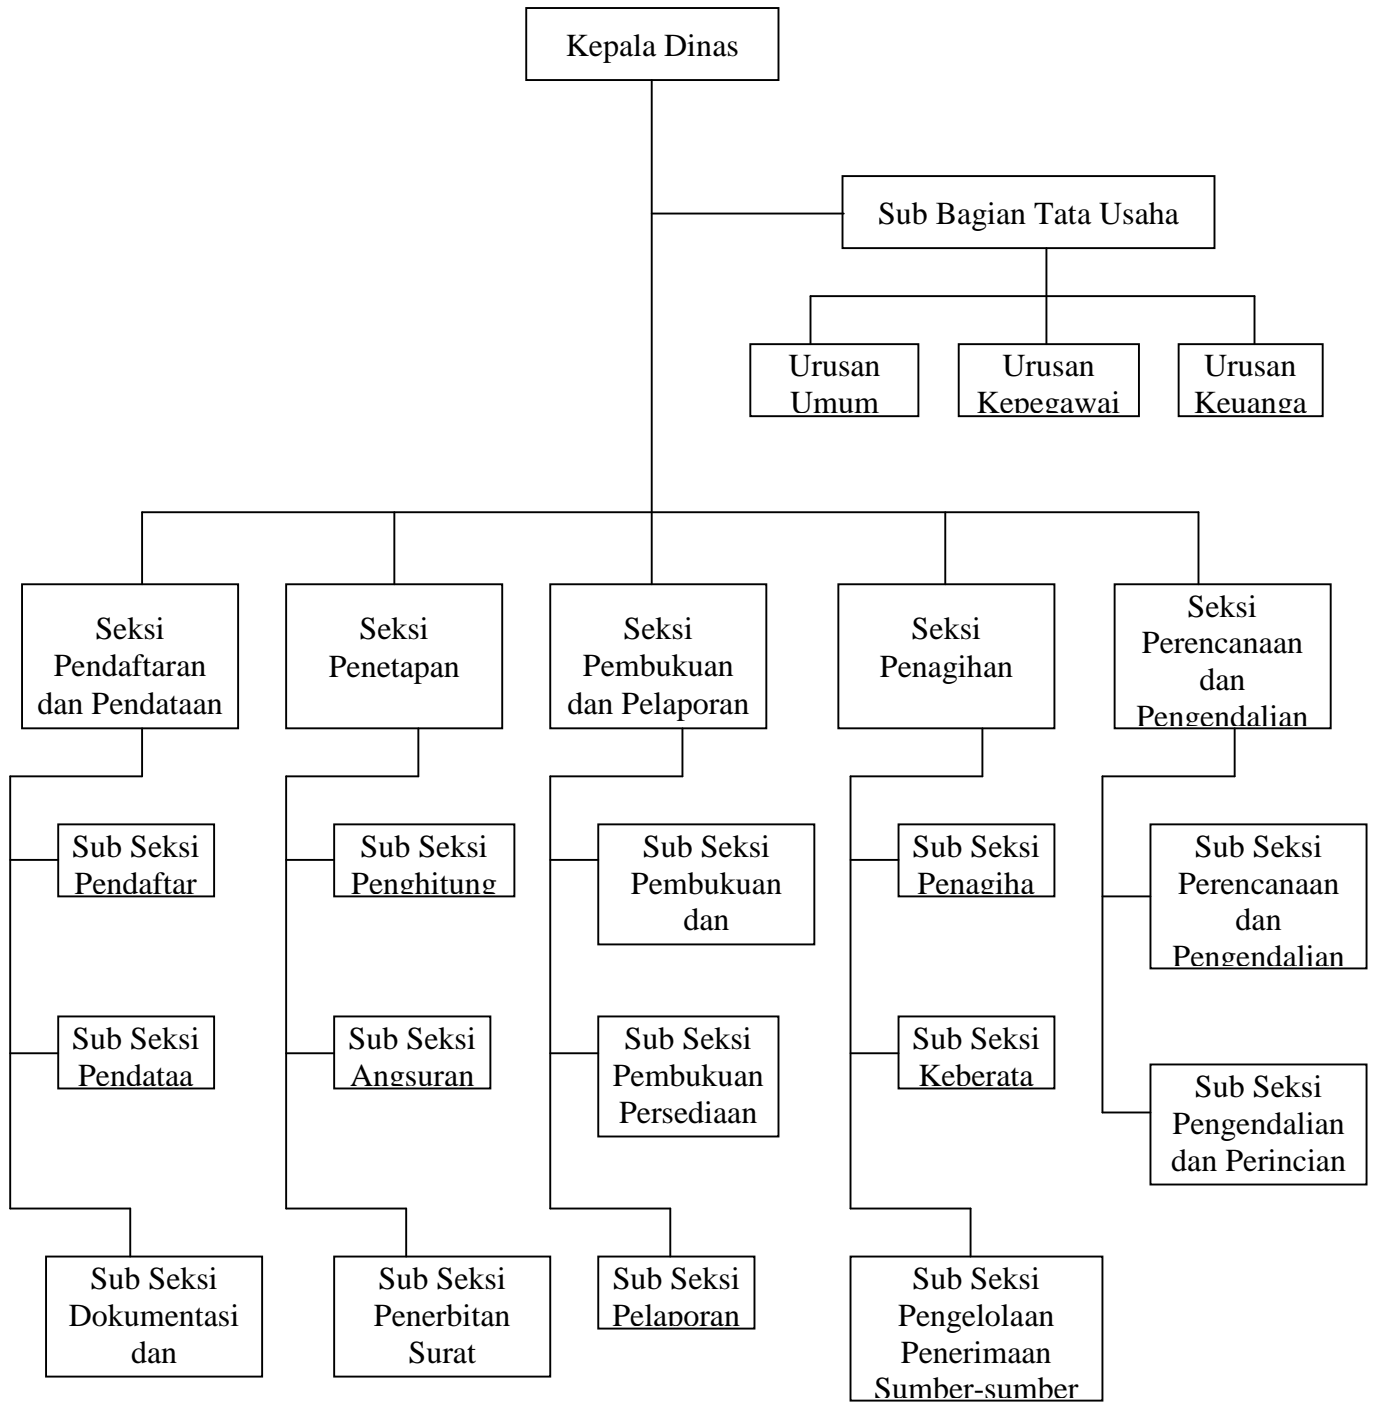 Kepala Dinas
Sub Bagian Tata Usaha
Urusan
Umum
Urusan
Kepegawai
Urusan
Keuanga
Seksi
Pendaftaran
dan Pendataan
Seksi
Penetapan
Seksi
Pembukuan
dan Pelaporan
Seksi
Penagihan
Seksi
Perencanaan
dan
Pengendalian
Sub Seksi
Pendaftar
Sub Seksi
Penghitung
Sub Seksi
Pembukuan
dan
Sub Seksi
Penagiha
Sub Seksi
Perencanaan
dan
Pengendalian
Sub Seksi
Pendataa
Sub Seksi
Angsuran
Sub Seksi
Pembukuan
Persediaan
Sub Seksi
Keberata
Sub Seksi
Pengendalian
dan Perincian
Sub Seksi
Dokumentasi
dan
Sub Seksi
Penerbitan
Surat
Sub Seksi
Pelaporan
Sub Seksi
Pengelolaan
Penerimaan
Sumber-sumber